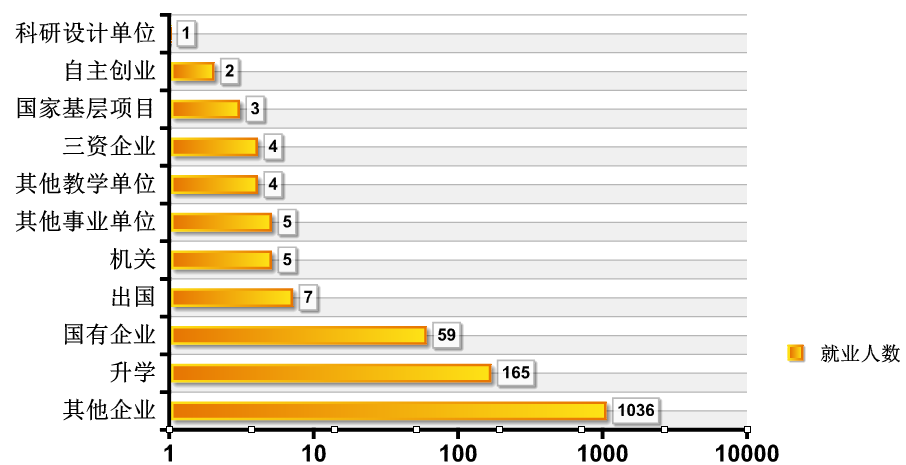 科研设计单位 1
自主创业 2
国家基层项目 3
三资企业 4
其他教学单位 4
其他事业单位 5
机关 5
出国 7
国有企业 59
升学 165
其他企业 1036
1 10 100 1000 10000
就业人数